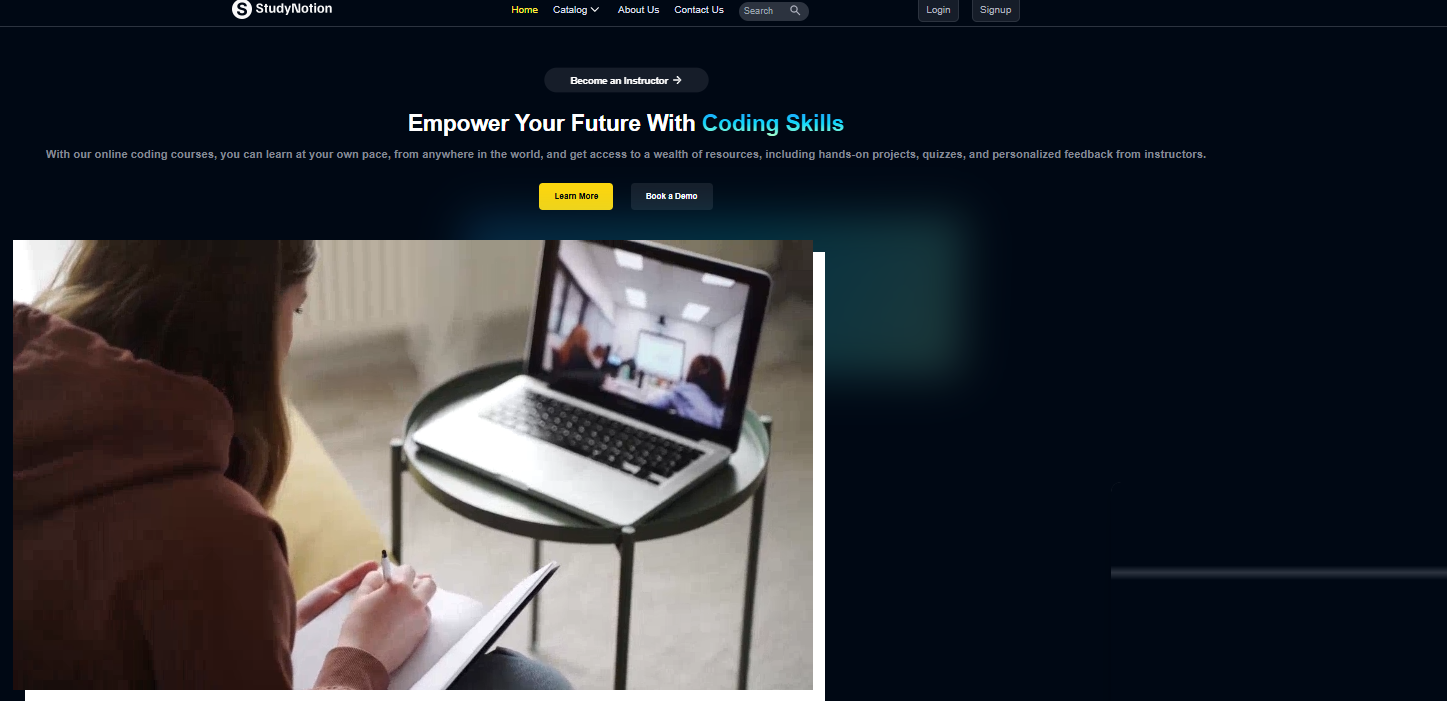 StudyNotion
Home Catalog About Us Contact Us Search Login Signup
Become an Instructor
Empower Your Future With Coding Skills
With our online coding courses, you can learn at your own pace, from anywhere in the world, and get access to a wealth of resources, including hands-on projects, quizzes, and personalized feedback from instructors.
Learn More Book a Demo